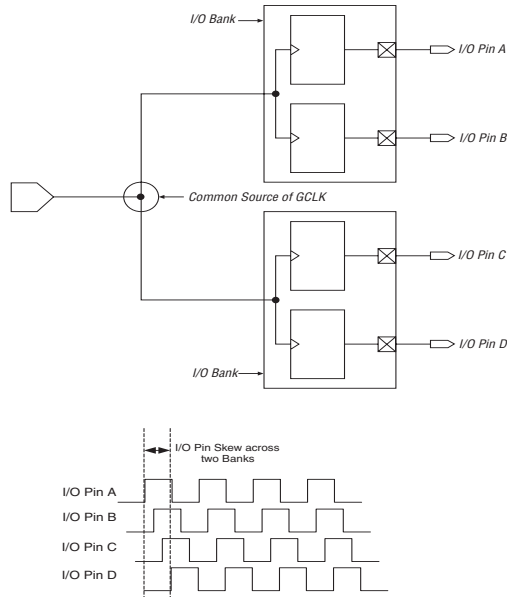 I/O Bank
I/O Pin A
I/O Pin B
Common Source of GCLK
I/O Pin C
I/O Pin D
I/O Bank
I/O Pin Skew across
two Banks
I/O Pin A
I/O Pin B
I/O Pin C
I/O Pin D